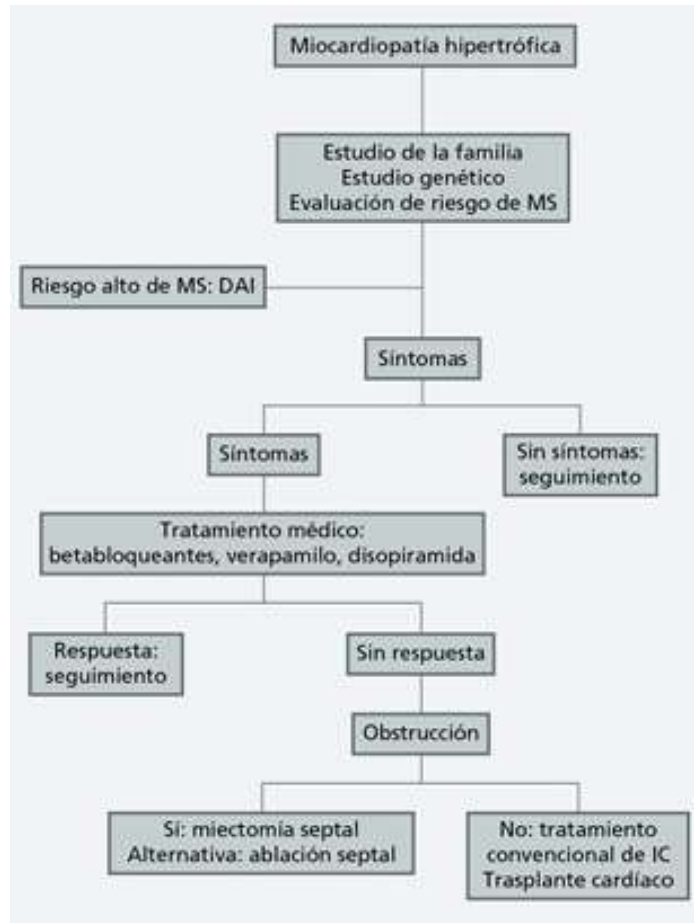 Miocardiopatía hipertrófica
Estudio de la familia
Estudio genético
Evaluación de riesgo de MS
Riesgo alto de MS: DAI
Síntomas
Síntomas
Sin síntomas:
seguimiento
Tratamiento médico:
betabloqueantes, verapamilo, disopiramida
Respuesta:
seguimiento
Sin respuesta
Obstrucción
Sí: miectomía septal
Alternativa: ablación septal
No: tratamiento
convencional de IC
Trasplante cardíaco